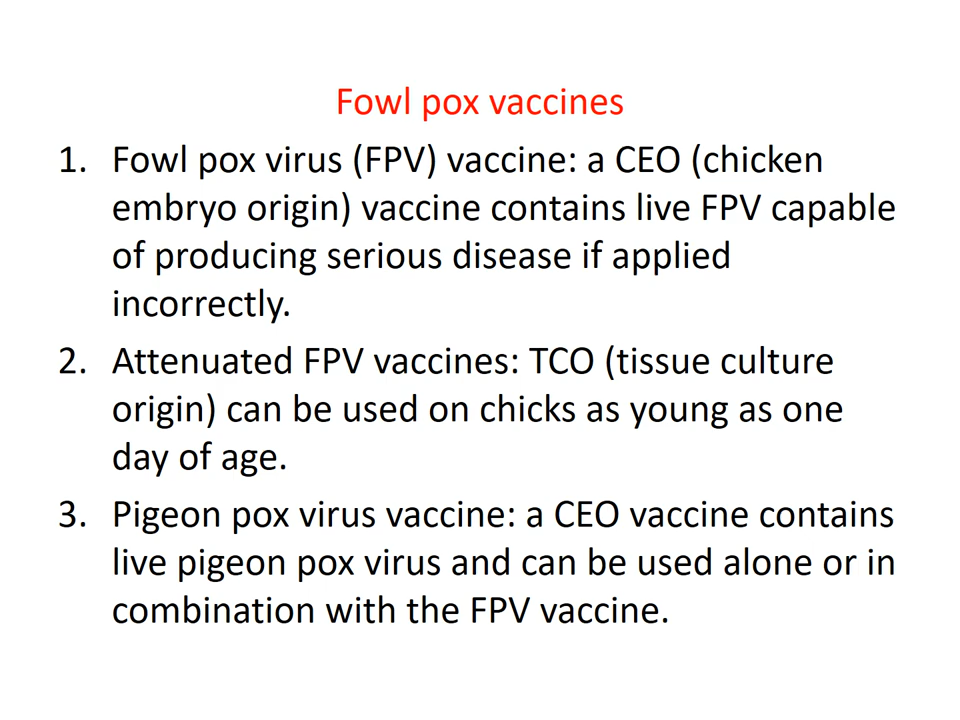 Fowl pox vaccines
1. Fowl pox virus (FPV) vaccine: a CEO (chicken
embryo origin) vaccine contains live FPV capable
of producing serious disease if applied
incorrectly.
2. Attenuated FPV vaccines: TCO (tissue culture
origin) can be used on chicks as young as one
day of age.
3. Pigeon pox virus vaccine: a CEO vaccine contains
live pigeon pox virus and can be used alone or in
combination with the FPV vaccine.